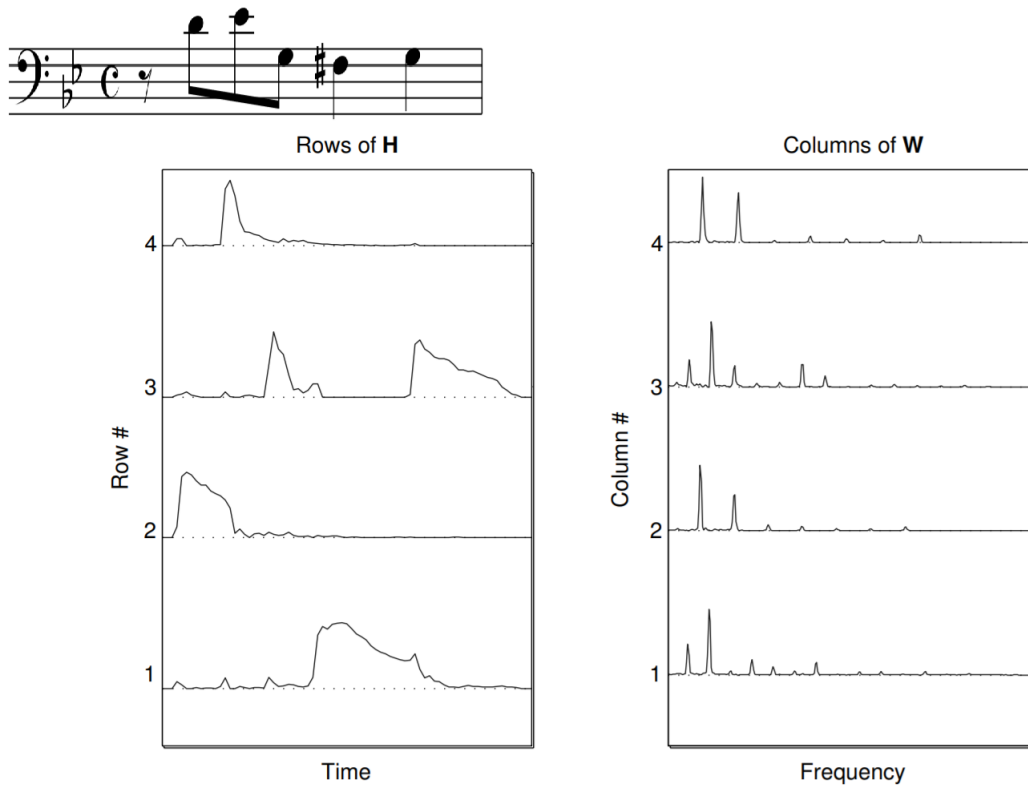 Rows of H
Columns of W
4
3
2
1
Row #
Time
4
3
2
1
Column #
Frequency